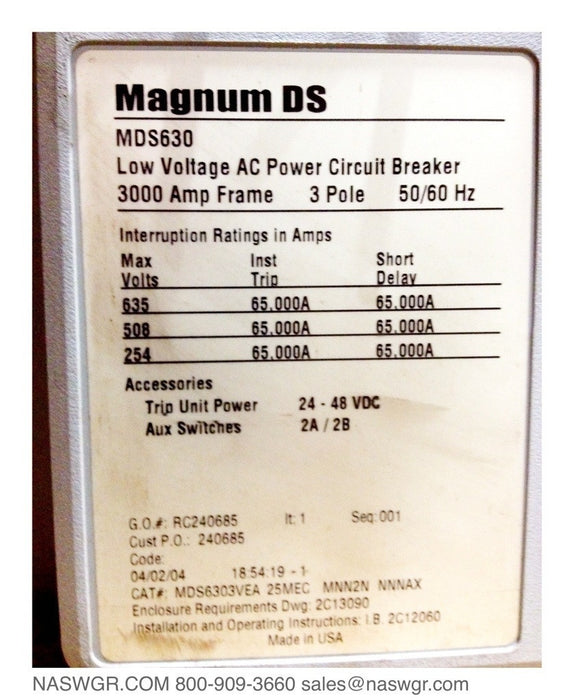 Magnum DS
MDS630
Low Voltage AC Power Circuit Breaker
3000 Amp Frame 3 Pole 50/60 Hz
Interruption Ratings in Amps
Max Inst Short
Volts Trip Delay
635 65,000A 65,000A
508 65,000A 65,000A
254 65,000A 65,000A
Accessories
Trip Unit Power 24 - 48 VDC
Aux Switches 2A / 2B
G.O.#: RC240685 It: 1 Seq: 001
Cust P.O.: 240685
Code:
04/02/04 18:54:19 - 1
CAT#: MDS6303VEA 25MEC MNN2N NNNAX
Enclosure Requirements Dwg: 2C13090
Installation and Operating Instructions: I.B. 2C12060
Made in USA
NASWGR.COM 800-909-3660 sales@naswgr.com